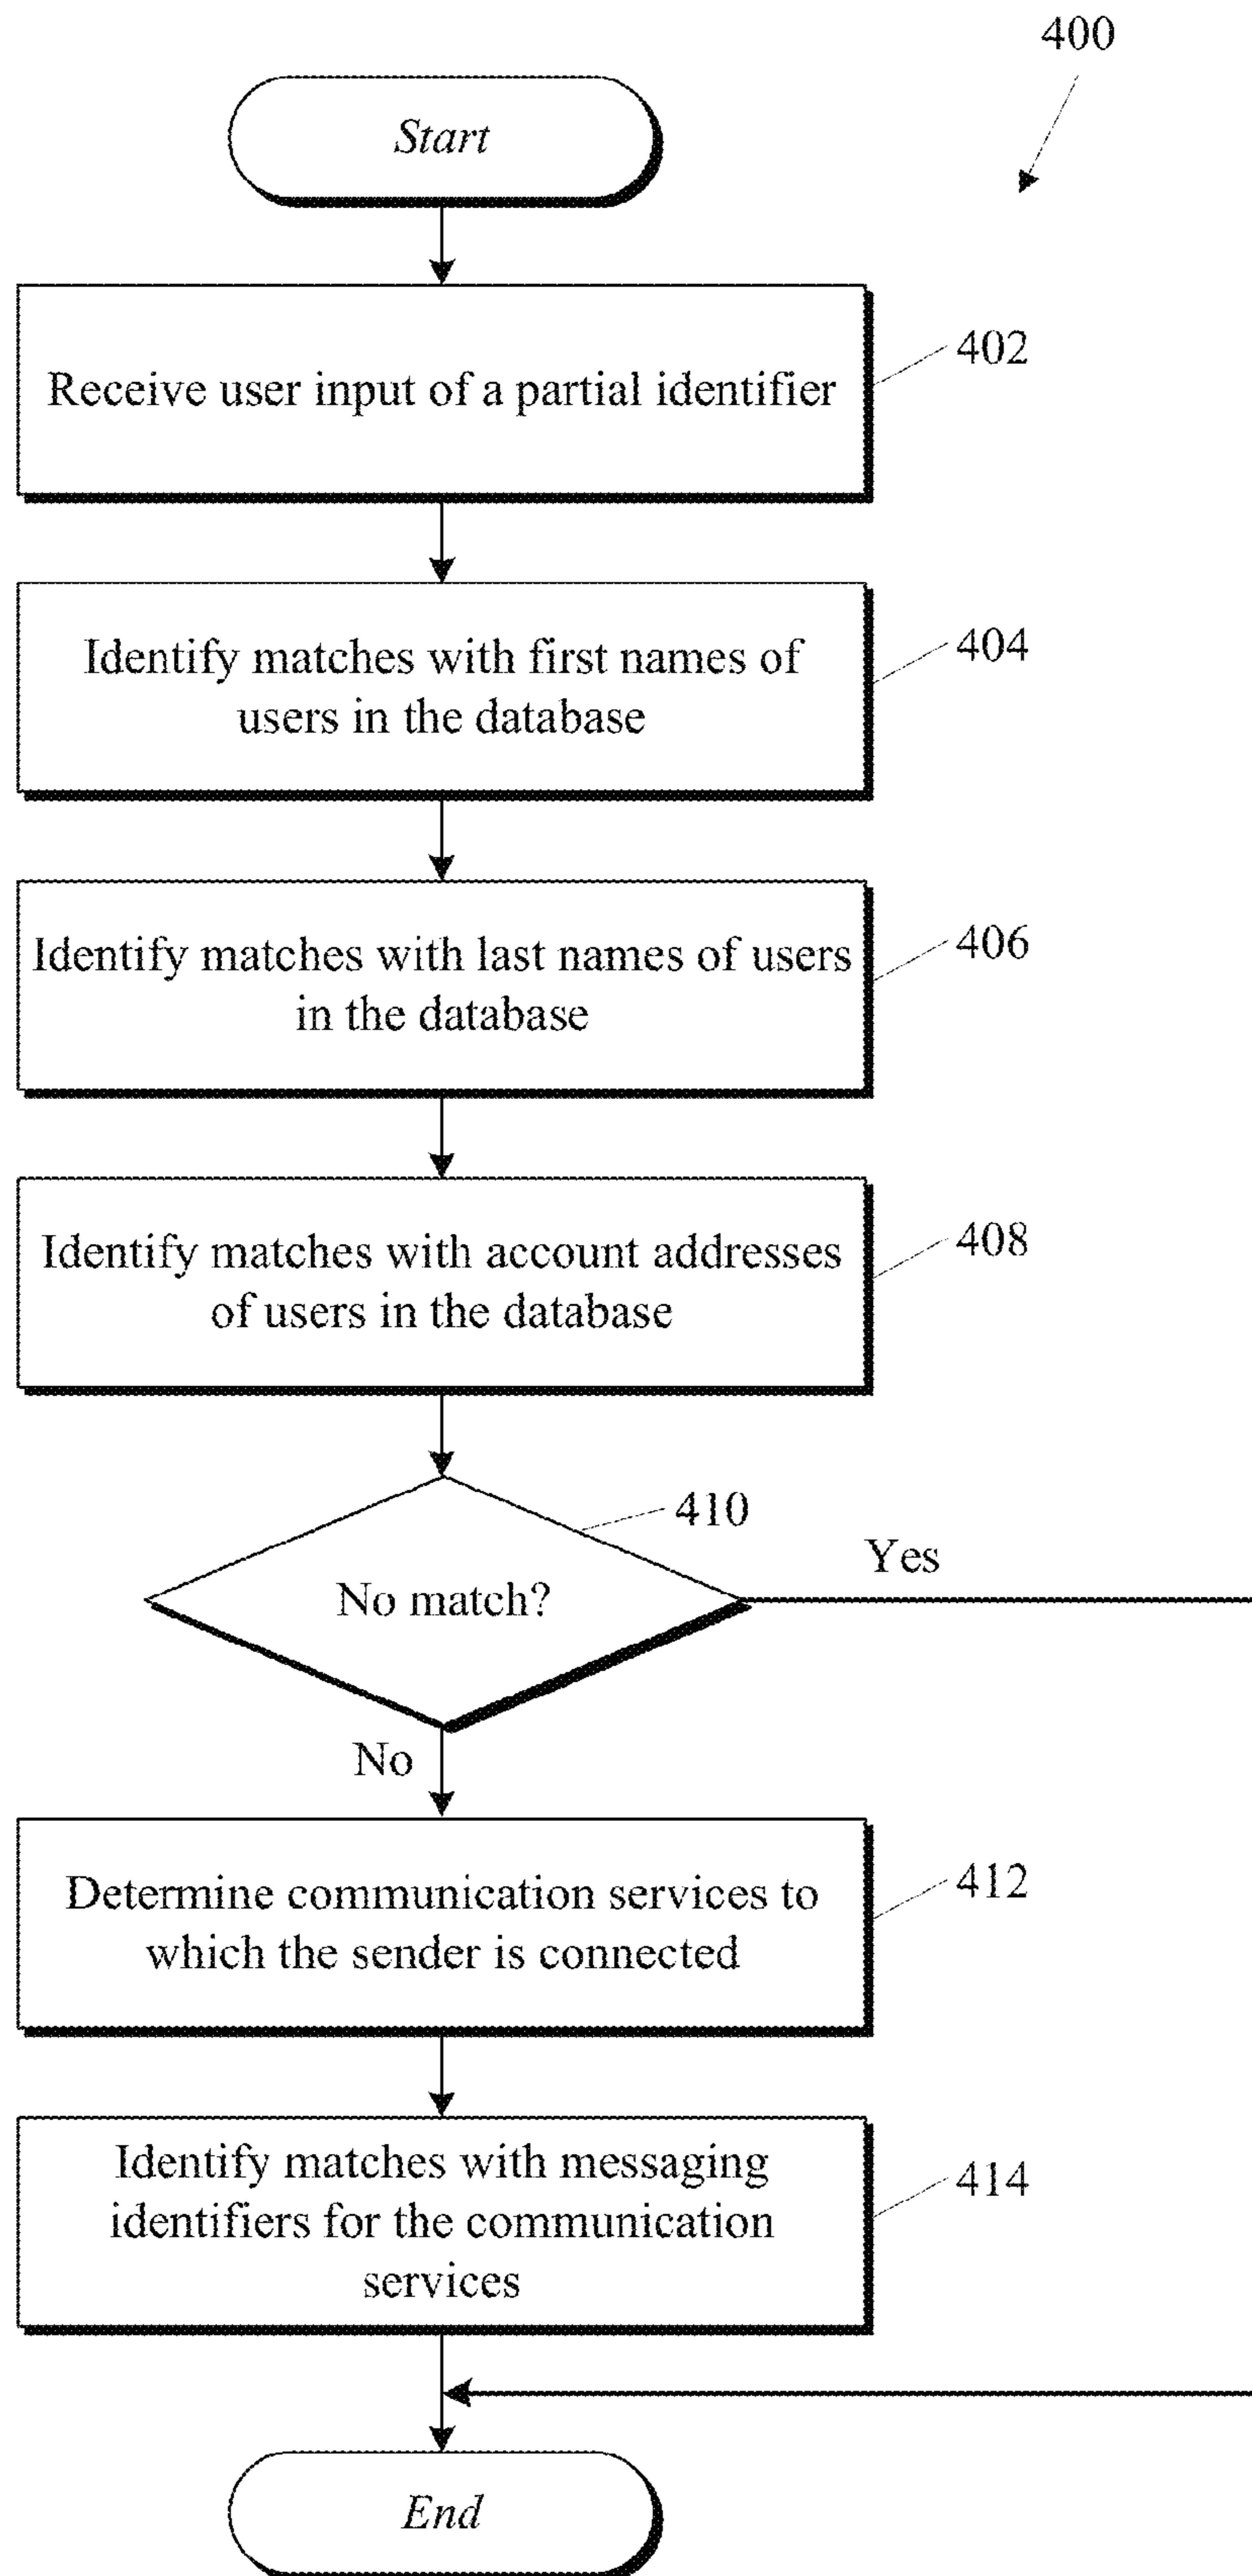 400
Start
Receive user input of a partial identifier
402
Identify matches with first names of
users in the database
404
Identify matches with last names of users
in the database
406
Identify matches with account addresses
of users in the database
408
410
No match?
Yes
No
Determine communication services to
which the sender is connected
412
Identify matches with messaging
identifiers for the communication
services
414
End